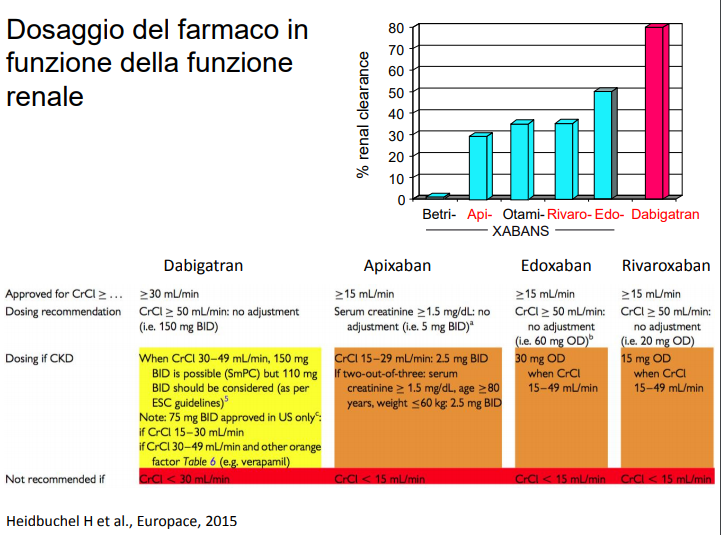 Dosaggio del farmaco in
funzione della funzione
renale
% renal clearance
80
70
60
50
40
30
20
10
0
Betri- Api- Otami- Rivaro- Edo- Dabigatran
XABANS
Dabigatran Apixaban Edoxaban Rivaroxaban
Approved for CrCl ≥ … ≥30 mL/min ≥15 mL/min ≥15 mL/min ≥15 mL/min
Dosing recommendation CrCl ≥ 50 mL/min: no adjustment Serum creatinine ≥1.5 mg/dL: no CrCl ≥ 50 mL/min: CrCl ≥ 50 mL/min:
(i.e. 150 mg BID) adjustment (i.e. 5 mg BID)ᵃ no adjustment no adjustment
(i.e. 60 mg OD)ᵇ (i.e. 20 mg OD)
Dosing if CKD When CrCl 30–49 mL/min, 150 mg CrCl 15–29 mL/min: 2.5 mg BID 30 mg OD 15 mg OD
BID is possible (SmPC) but 110 mg If two-out-of-three: serum when CrCl when CrCl
BID should be considered (as per creatinine ≥ 1.5 mg/dL, age ≥80 15–49 mL/min 15–49 mL/min
ESC guidelines)⁵ years, weight ≤60 kg: 2.5 mg BID
Note: 75 mg BID approved in US onlyᶜ:
if CrCl 15–30 mL/min
if CrCl 30–49 mL/min and other orange
factor Table 6 (e.g. verapamil)
Not recommended if CrCl < 30 mL/min CrCl < 15 mL/min CrCl < 15 mL/min CrCl < 15 mL/min
Heidbuchel H et al., Europace, 2015